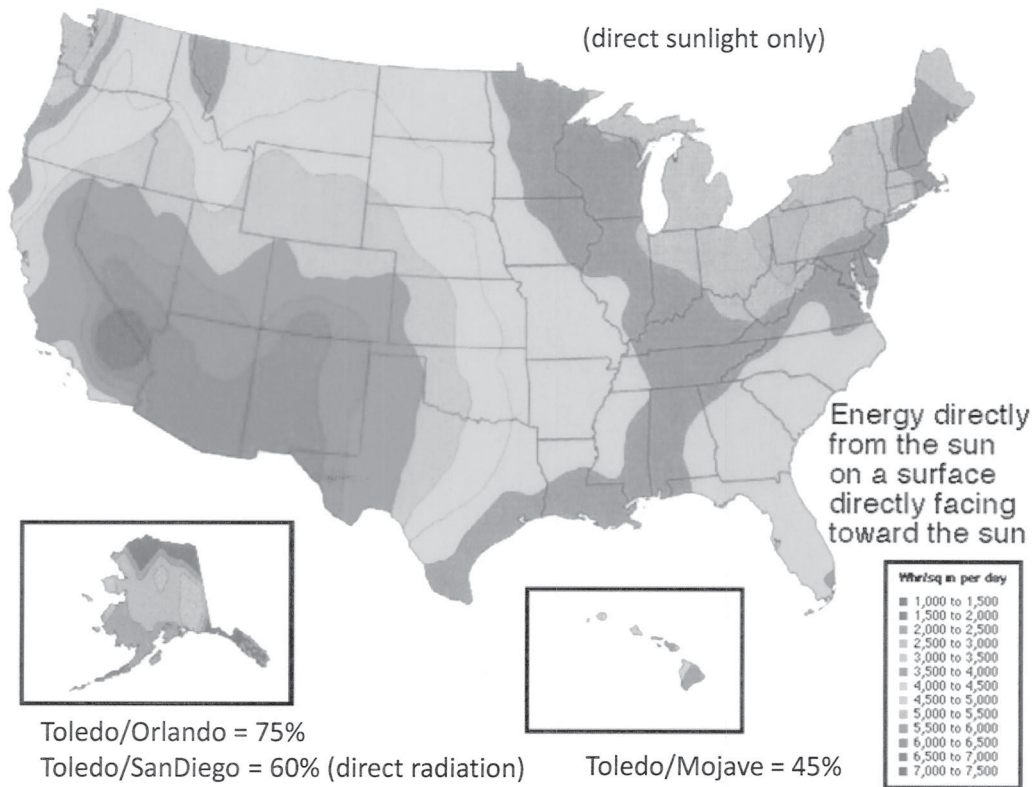 (direct sunlight only)
Energy directly
from the sun
on a surface
directly facing
toward the sun
Whr/sq m per day
1,000 to 1,500
1,500 to 2,000
2,000 to 2,500
2,500 to 3,000
3,000 to 3,500
3,500 to 4,000
4,000 to 4,500
4,500 to 5,000
5,000 to 5,500
5,500 to 6,000
6,000 to 6,500
6,500 to 7,000
7,000 to 7,500
Toledo/Orlando = 75%
Toledo/SanDiego = 60% (direct radiation)
Toledo/Mojave = 45%